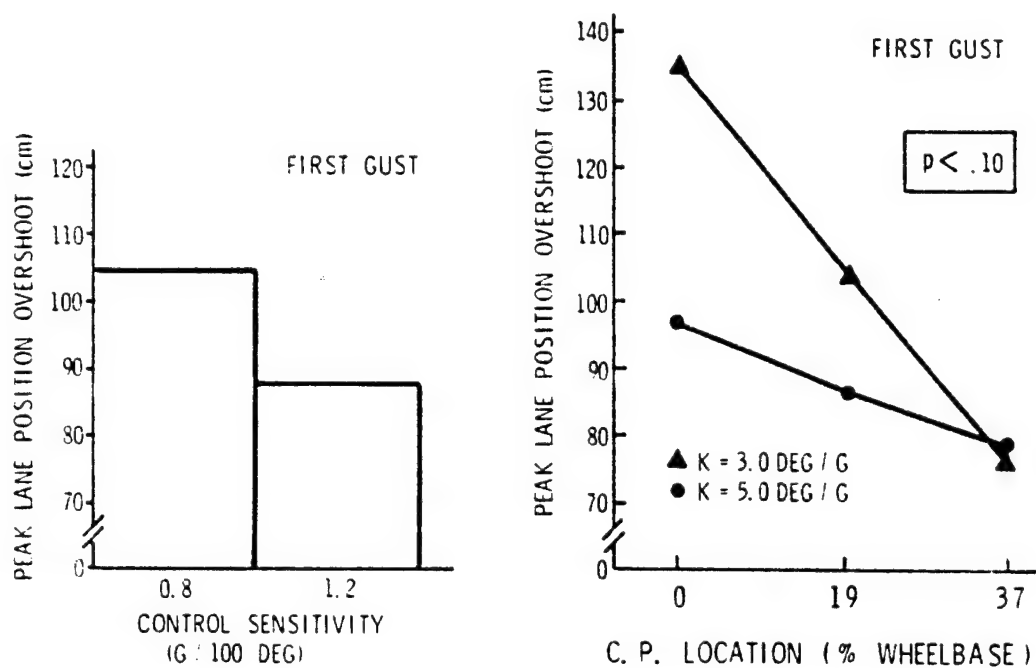 PEAK LANE POSITION OVERSHOOT (cm)
FIRST GUST
120
110
100
90
80
70
0
0.8 1.2
CONTROL SENSITIVITY
(G / 100 DEG)
PEAK LANE POSITION OVERSHOOT (cm)
140
FIRST GUST
130
P < .10
120
110
100
90
80
70
0
K = 3.0 DEG / G
K = 5.0 DEG / G
0 19 37
C. P. LOCATION (% WHEELBASE)